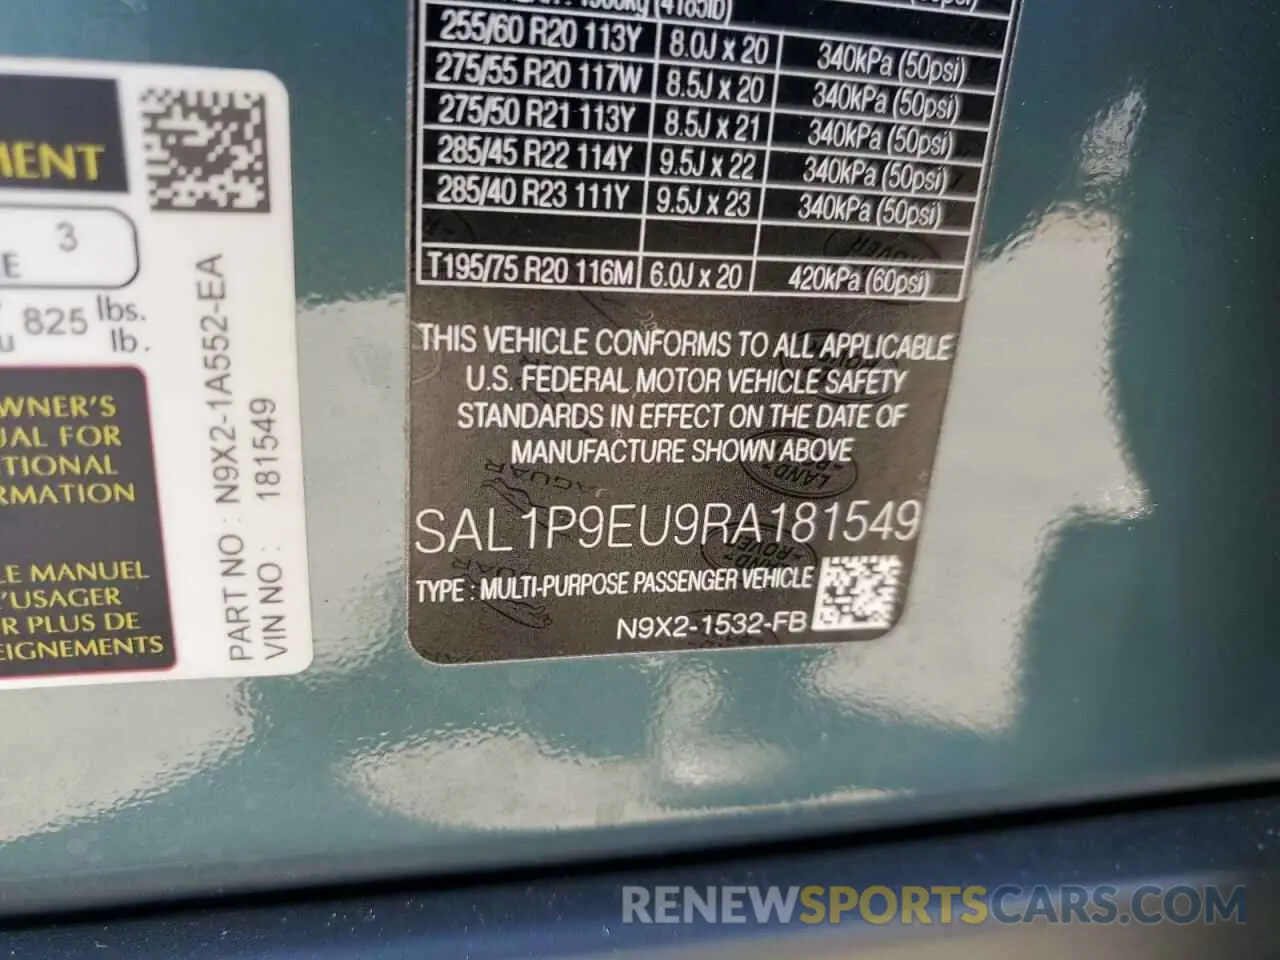 MENT
3
825 lbs.
lb.
WNER'S
UAL FOR
TIONAL
RMATION
LE MANUEL
L'USAGER
R PLUS DE
EIGNEMENTS
PART NO : N9X2-1A552-EA
VIN NO : 181549
(4185lb)
255/60 R20 113Y 8.0J x 20 340kPa (50psi)
275/55 R20 117W 8.5J x 20 340kPa (50psi)
275/50 R21 113Y 8.5J x 21 340kPa (50psi)
285/45 R22 114Y 9.5J x 22 340kPa (50psi)
285/40 R23 111Y 9.5J x 23 340kPa (50psi)
T195/75 R20 116M 6.0J x 20 420kPa (60psi)
THIS VEHICLE CONFORMS TO ALL APPLICABLE
U.S. FEDERAL MOTOR VEHICLE SAFETY
STANDARDS IN EFFECT ON THE DATE OF
MANUFACTURE SHOWN ABOVE
SAL1P9EU9RA181549
TYPE : MULTI-PURPOSE PASSENGER VEHICLE
N9X2-1532-FB
RENEWSPORTSCARS.COM